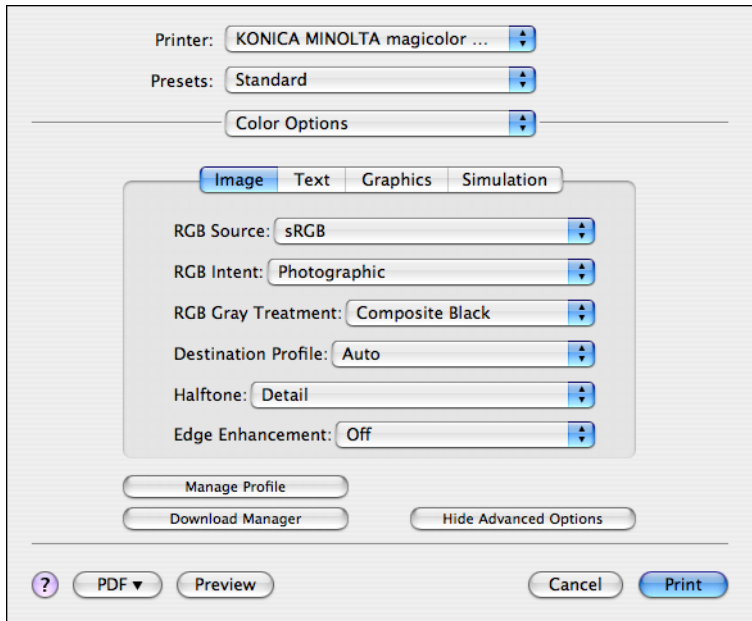 Printer: KONICA MINOLTA magicolor ...
Presets: Standard
Color Options
Image Text Graphics Simulation
RGB Source: sRGB
RGB Intent: Photographic
RGB Gray Treatment: Composite Black
Destination Profile: Auto
Halftone: Detail
Edge Enhancement: Off
Manage Profile
Download Manager Hide Advanced Options
? PDF ▼ Preview Cancel Print